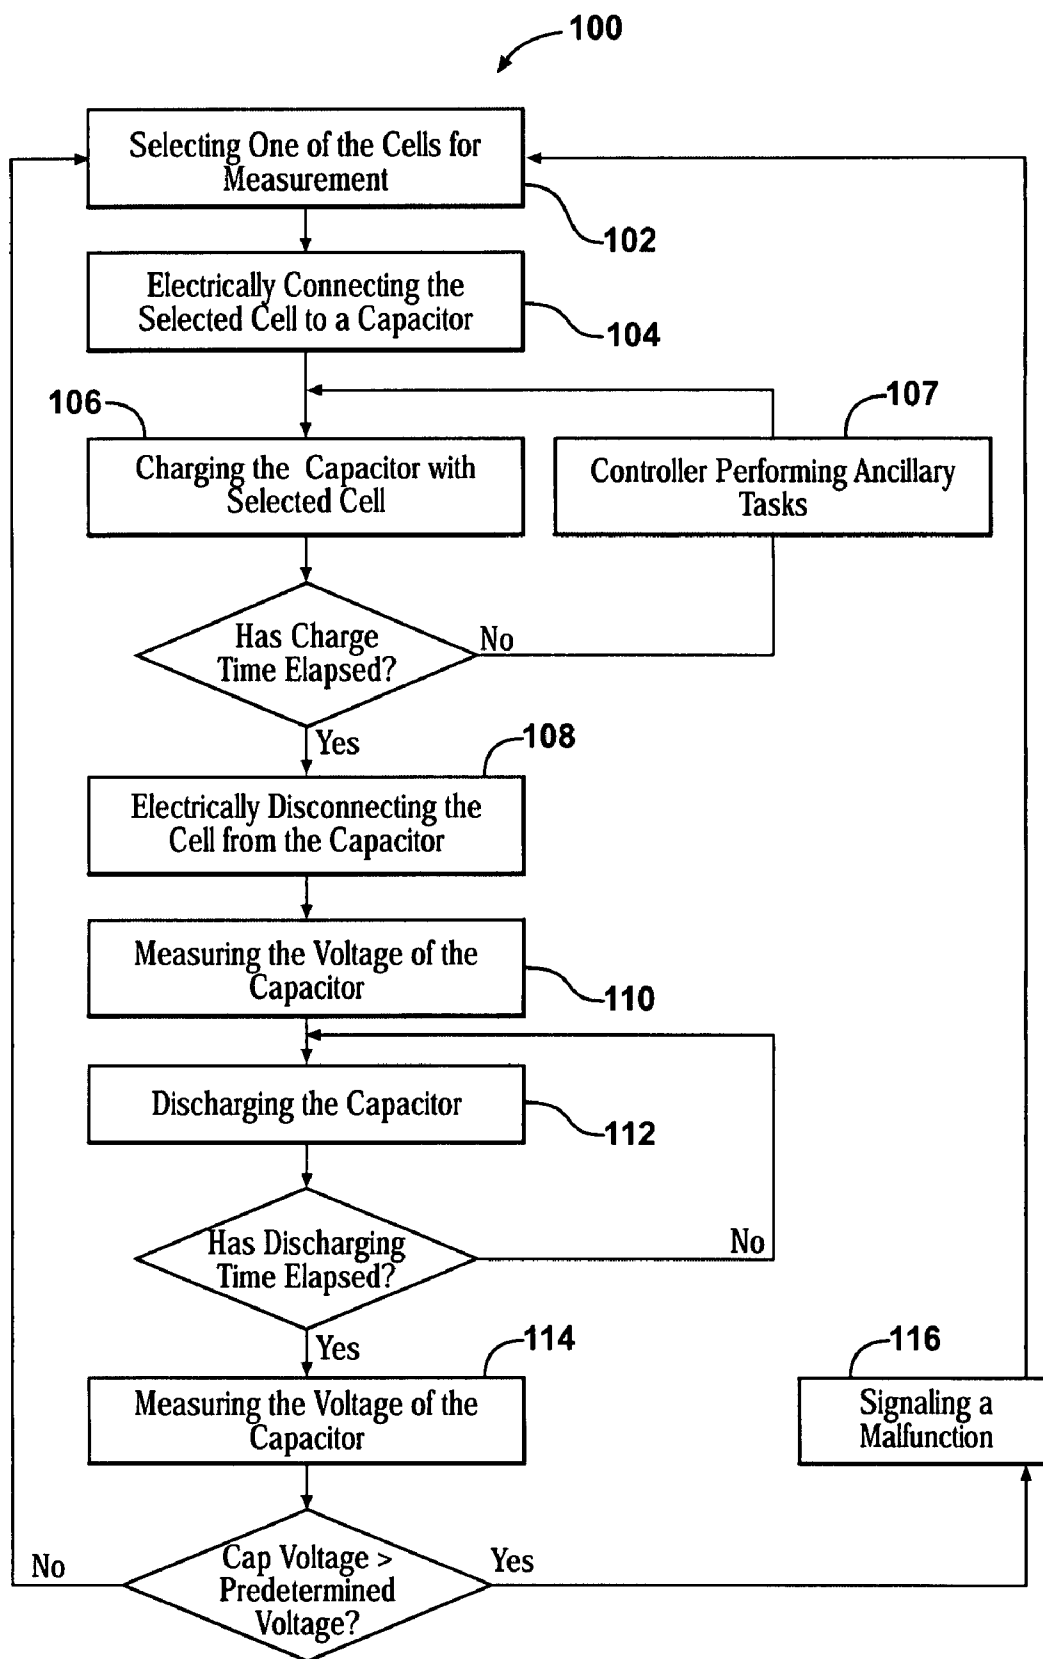 100
Selecting One of the Cells for
Measurement
102
Electrically Connecting the
Selected Cell to a Capacitor
104
106
107
Charging the Capacitor with
Selected Cell
Controller Performing Ancillary
Tasks
Has Charge
Time Elapsed?
No
Yes
108
Electrically Disconnecting the
Cell from the Capacitor
Measuring the Voltage of the
Capacitor
110
Discharging the Capacitor
112
Has Discharging
Time Elapsed?
No
Yes
114
116
Measuring the Voltage of the
Capacitor
Signaling a
Malfunction
No
Cap Voltage >
Predetermined
Voltage?
Yes